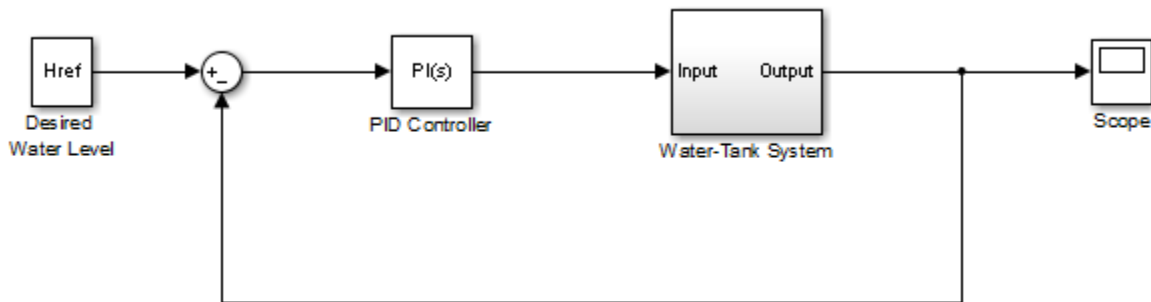 Href
Desired
Water Level
+
−
PI(s)
PID Controller
Input
Output
Water-Tank System
Scope